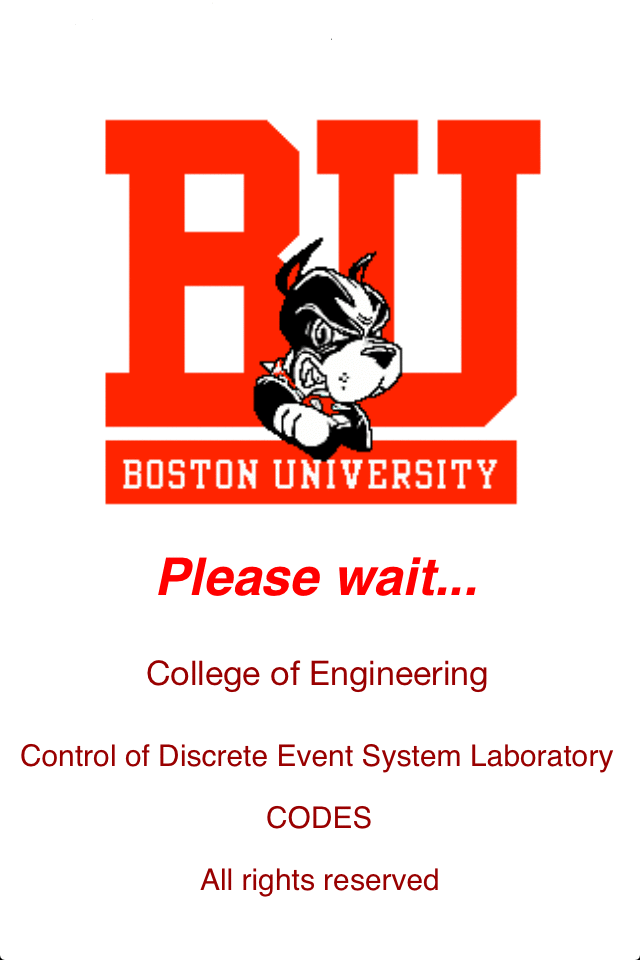 BU
BOSTON UNIVERSITY
Please wait...
College of Engineering
Control of Discrete Event System Laboratory
CODES
All rights reserved